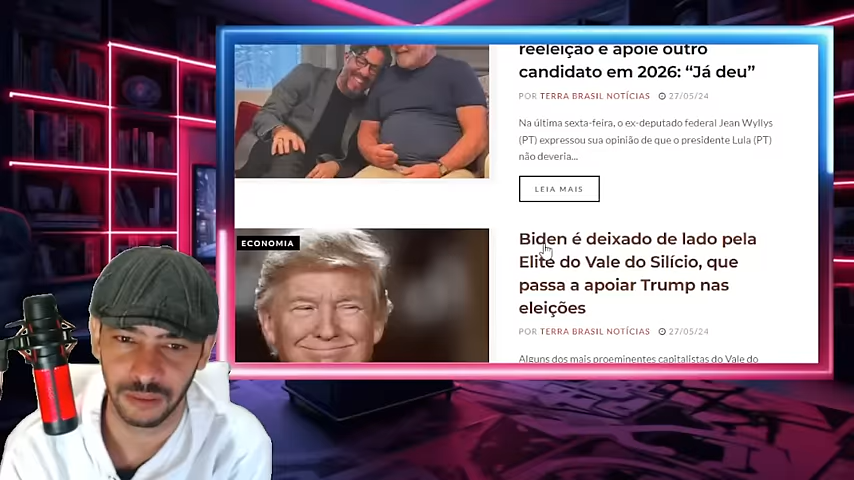 reeleição e apoie outro
candidato em 2026: “Já deu”
POR TERRA BRASIL NOTÍCIAS 27/05/24
Na última sexta-feira, o ex-deputado federal Jean Wyllys
(PT) expressou sua opinião de que o presidente Lula (PT)
não deveria...
LEIA MAIS
ECONOMIA
Biden é deixado de lado pela
Elite do Vale do Silício, que
passa a apoiar Trump nas
eleições
POR TERRA BRASIL NOTÍCIAS 27/05/24
Alguns dos mais proeminentes capitalistas do Vale do